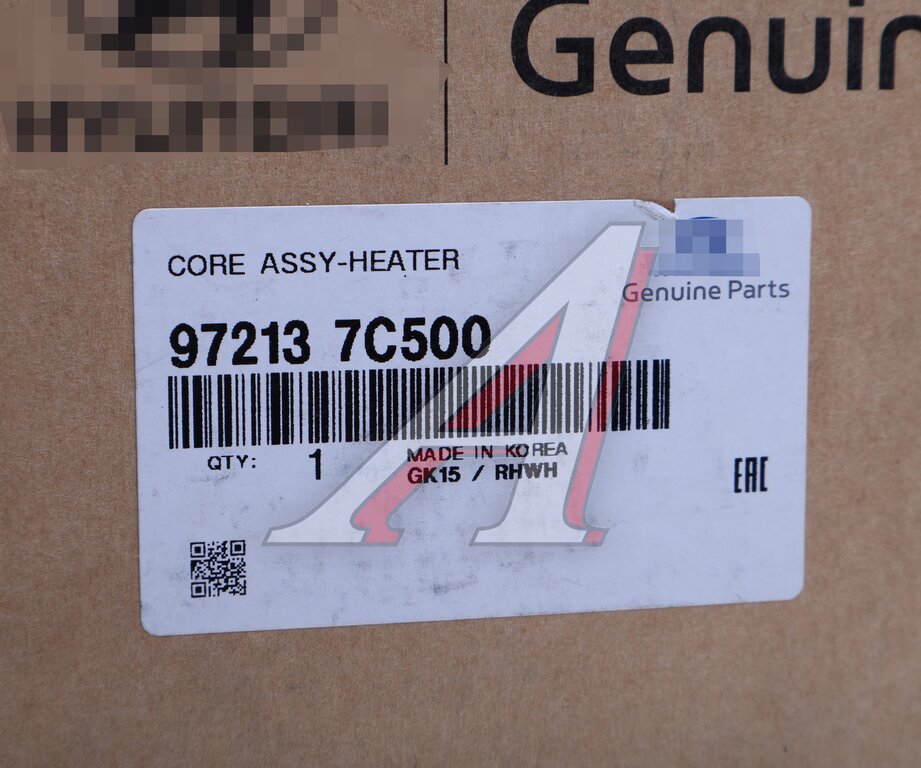 Genuin
CORE ASSY-HEATER
Genuine Parts
97213 7C500
QTY: 1
MADE IN KOREA
GK15 / RHWH
EAC